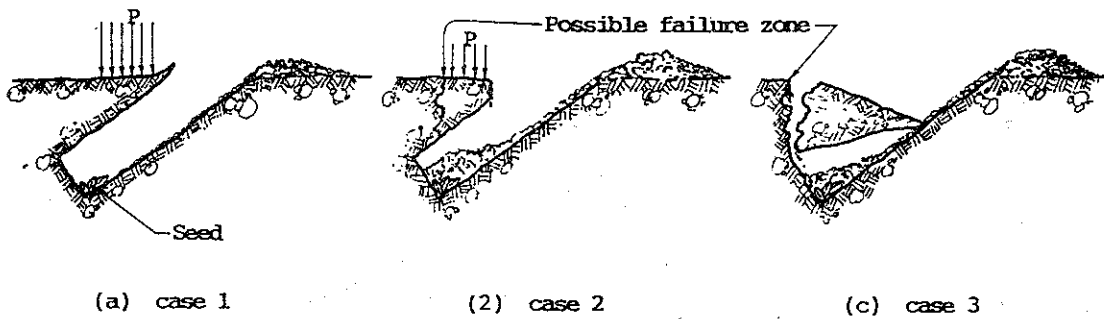 P
P
Possible failure zone
Seed
(a) case 1
(2) case 2
(c) case 3